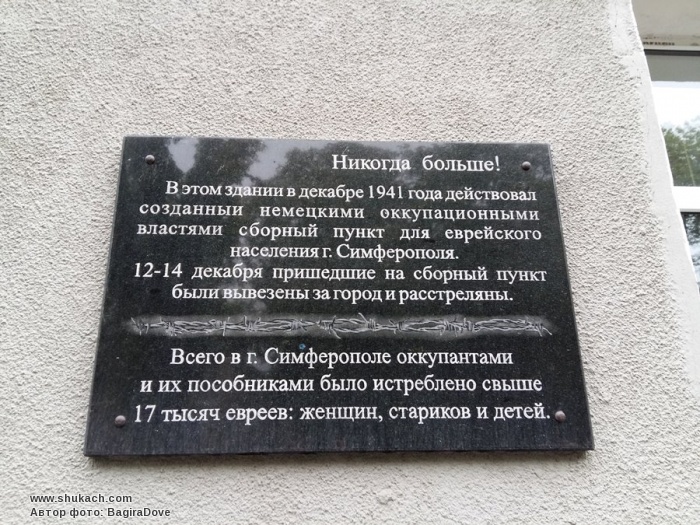 Никогда больше!
В этом здании в декабре 1941 года действовал
созданный немецкими оккупационными
властями сборный пункт для еврейского
населения г. Симферополя.
12-14 декабря пришедшие на сборный пункт
были вывезены за город и расстреляны.
Всего в г. Симферополе оккупантами
и их пособниками было истреблено свыше
17 тысяч евреев: женщин, стариков и детей.
www.shukach.com
Автор фото: BagiraDove